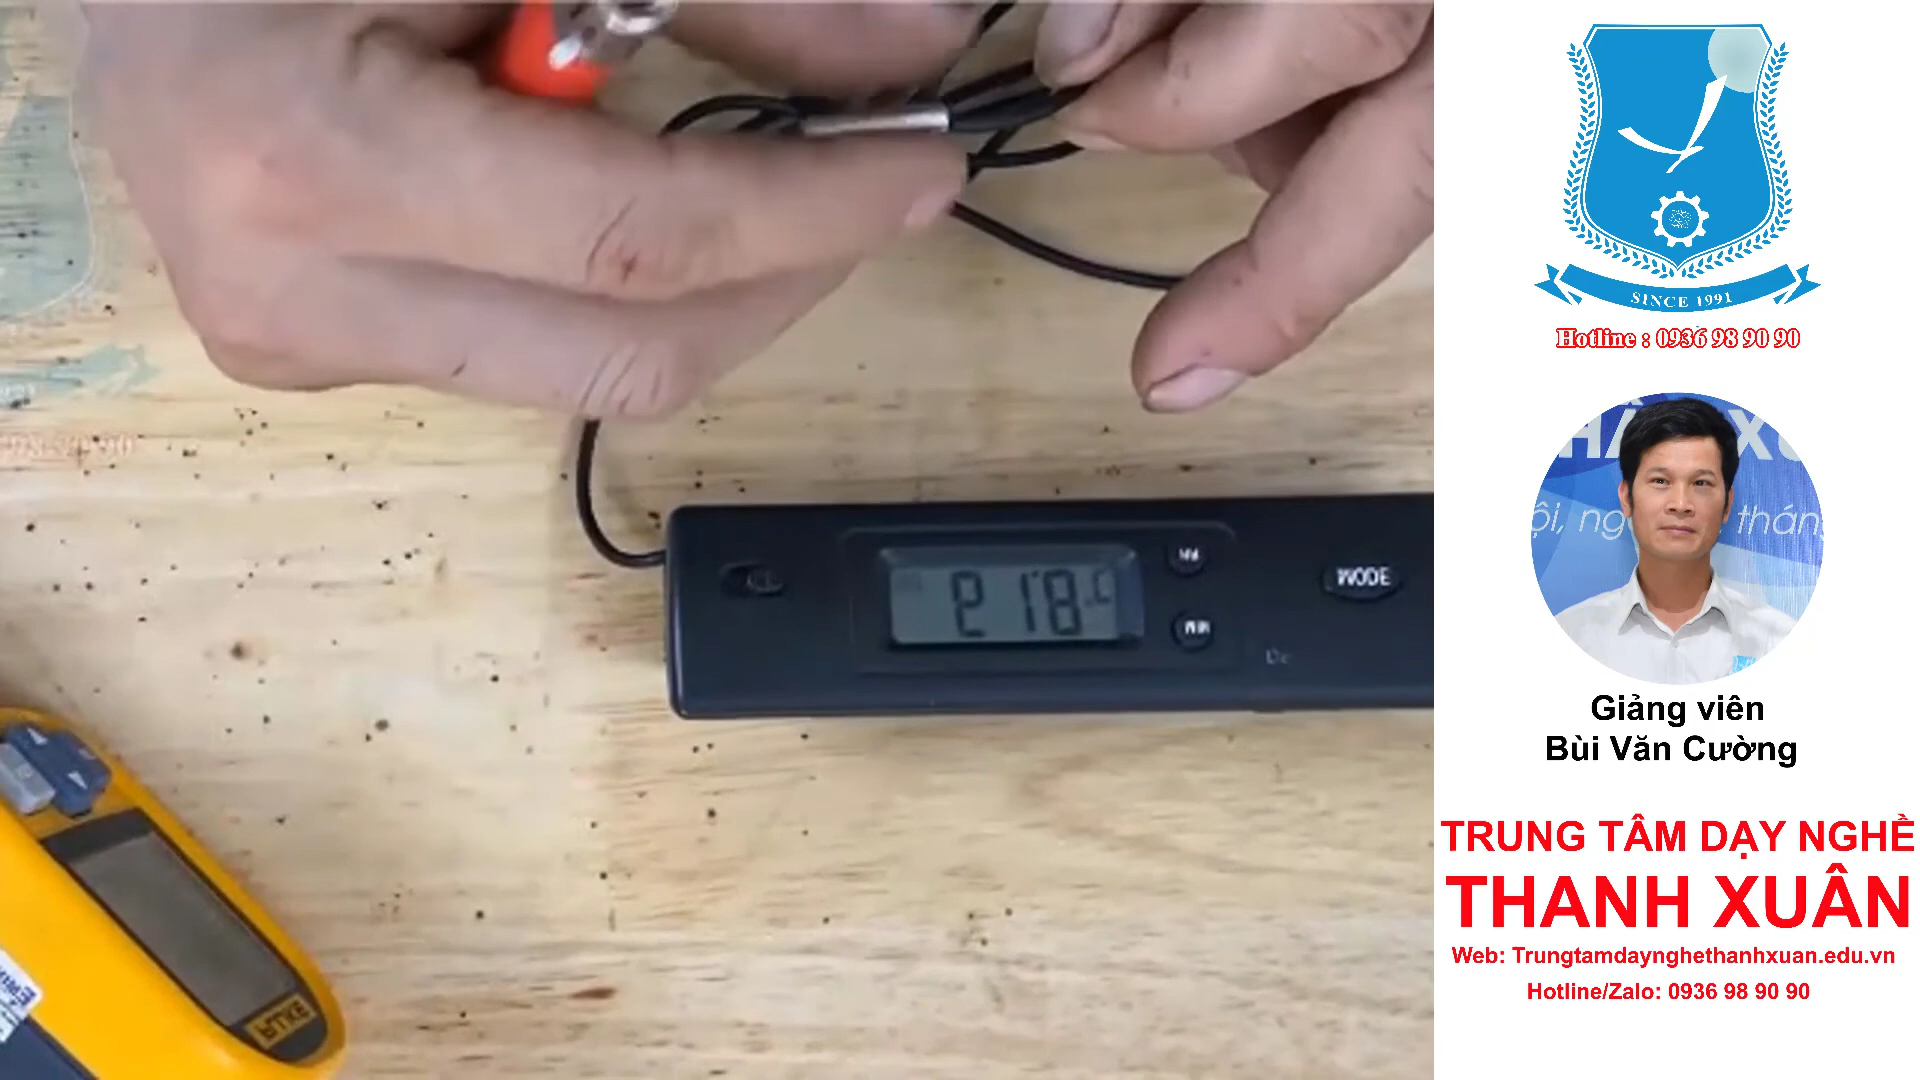 SINCE 1991
Hotline : 0936 98 90 90
Giảng viên
Bùi Văn Cường
TRUNG TÂM DẠY NGHỀ
THANH XUÂN
Web: Trungtamdaynghethanhxuan.edu.vn
Hotline/Zalo: 0936 98 90 90
MODE